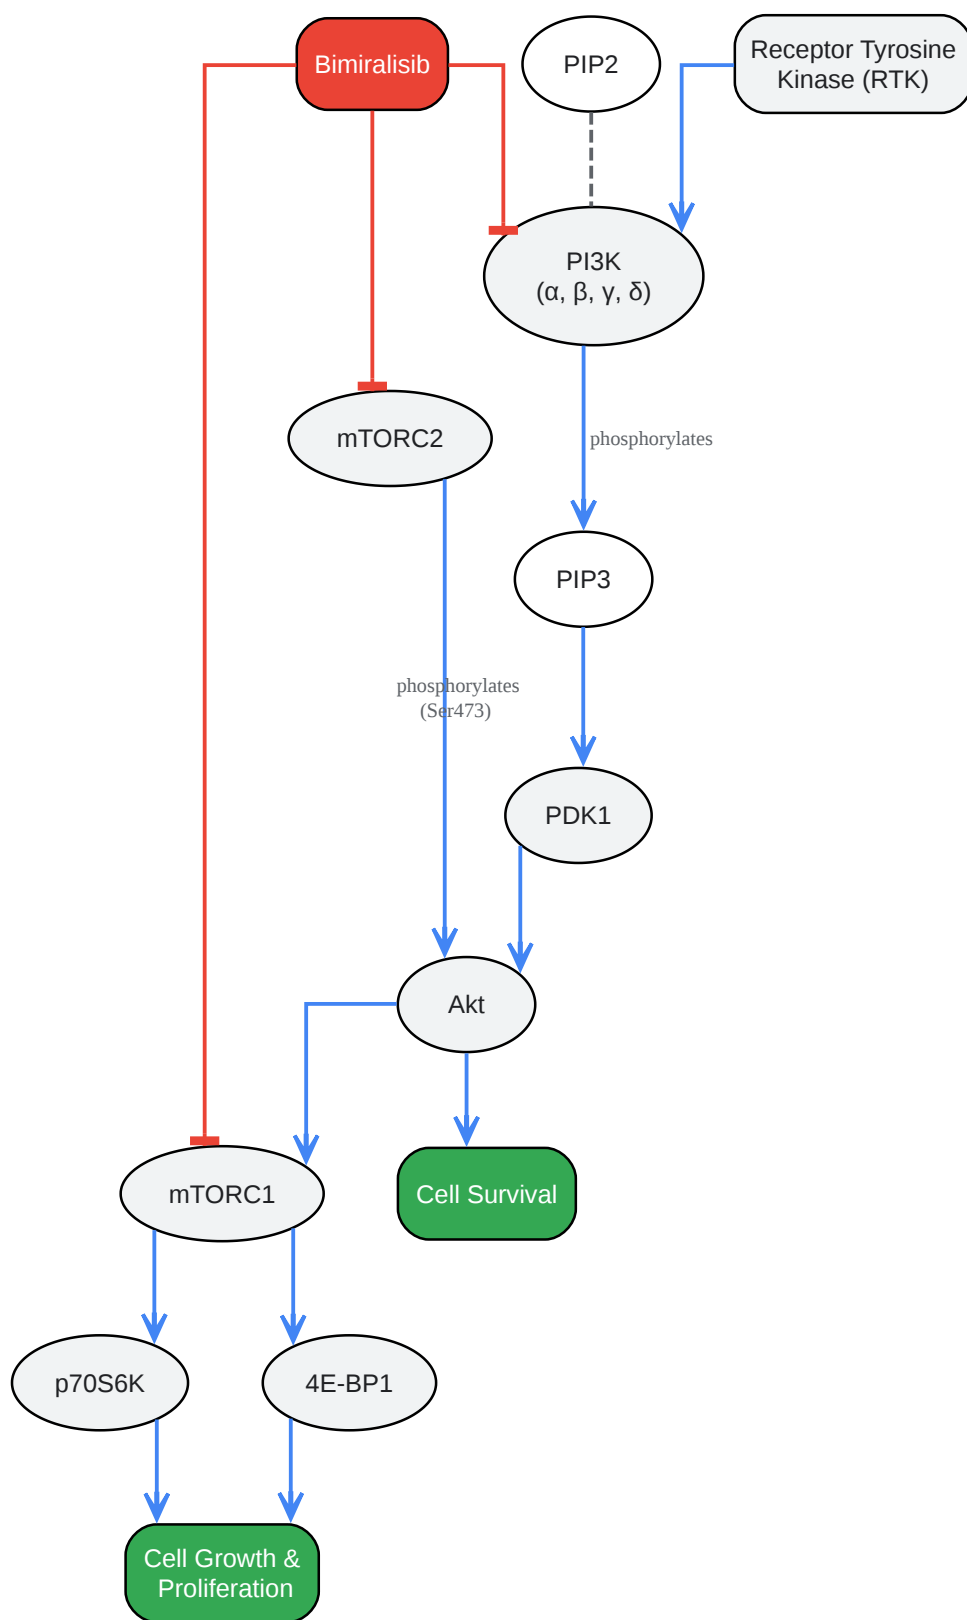 Bimiralisib
PIP2
Receptor Tyrosine
Kinase (RTK)
PI3K
(α, β, γ, δ)
mTORC2
phosphorylates
PIP3
phosphorylates
(Ser473)
PDK1
Akt
mTORC1
Cell Survival
p70S6K
4E-BP1
Cell Growth &
Proliferation